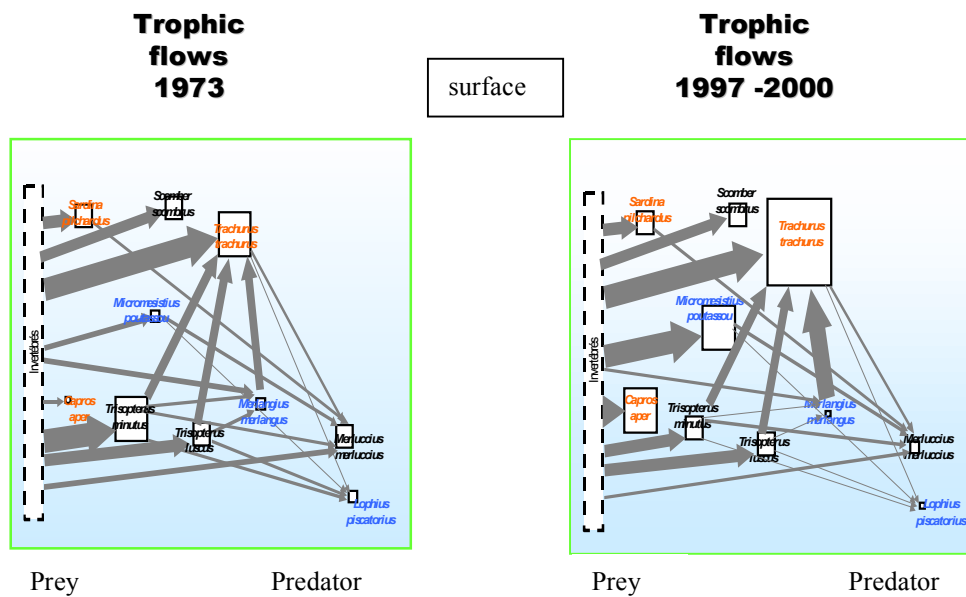 Trophic
flows
1973
surface
Trophic
flows
1997 -2000
Invertébrés
Sardina
pilchardus
Scomber
scombrus
Trachurus
trachurus
Micromesistius
poutassou
Capros
aper
Trisopterus
minutus
Trisopterus
luscus
Merlangius
merlangus
Merluccius
merluccius
Lophius
piscatorius
Prey
Predator
Invertébrés
Sardina
pilchardus
Scomber
scombrus
Trachurus
trachurus
Micromesistius
poutassou
Capros
aper
Trisopterus
minutus
Trisopterus
luscus
Merlangius
merlangus
Merluccius
merluccius
Lophius
piscatorius
Prey
Predator